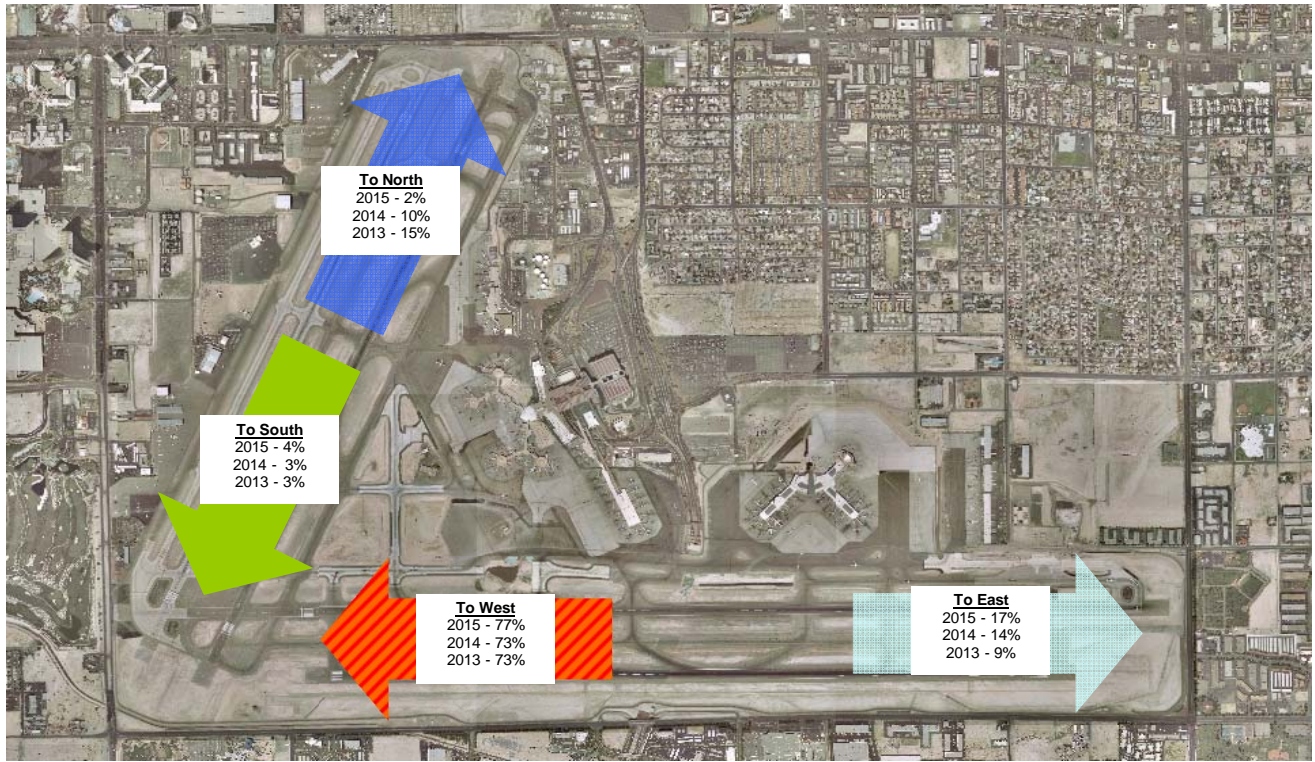 To North
2015 - 2%
2014 - 10%
2013 - 15%
To South
2015 - 4%
2014 -  3%
2013 - 3%
To West
2015 - 77%
2014 - 73%
2013 - 73%
To East
2015 - 17%
2014 - 14%
2013 - 9%